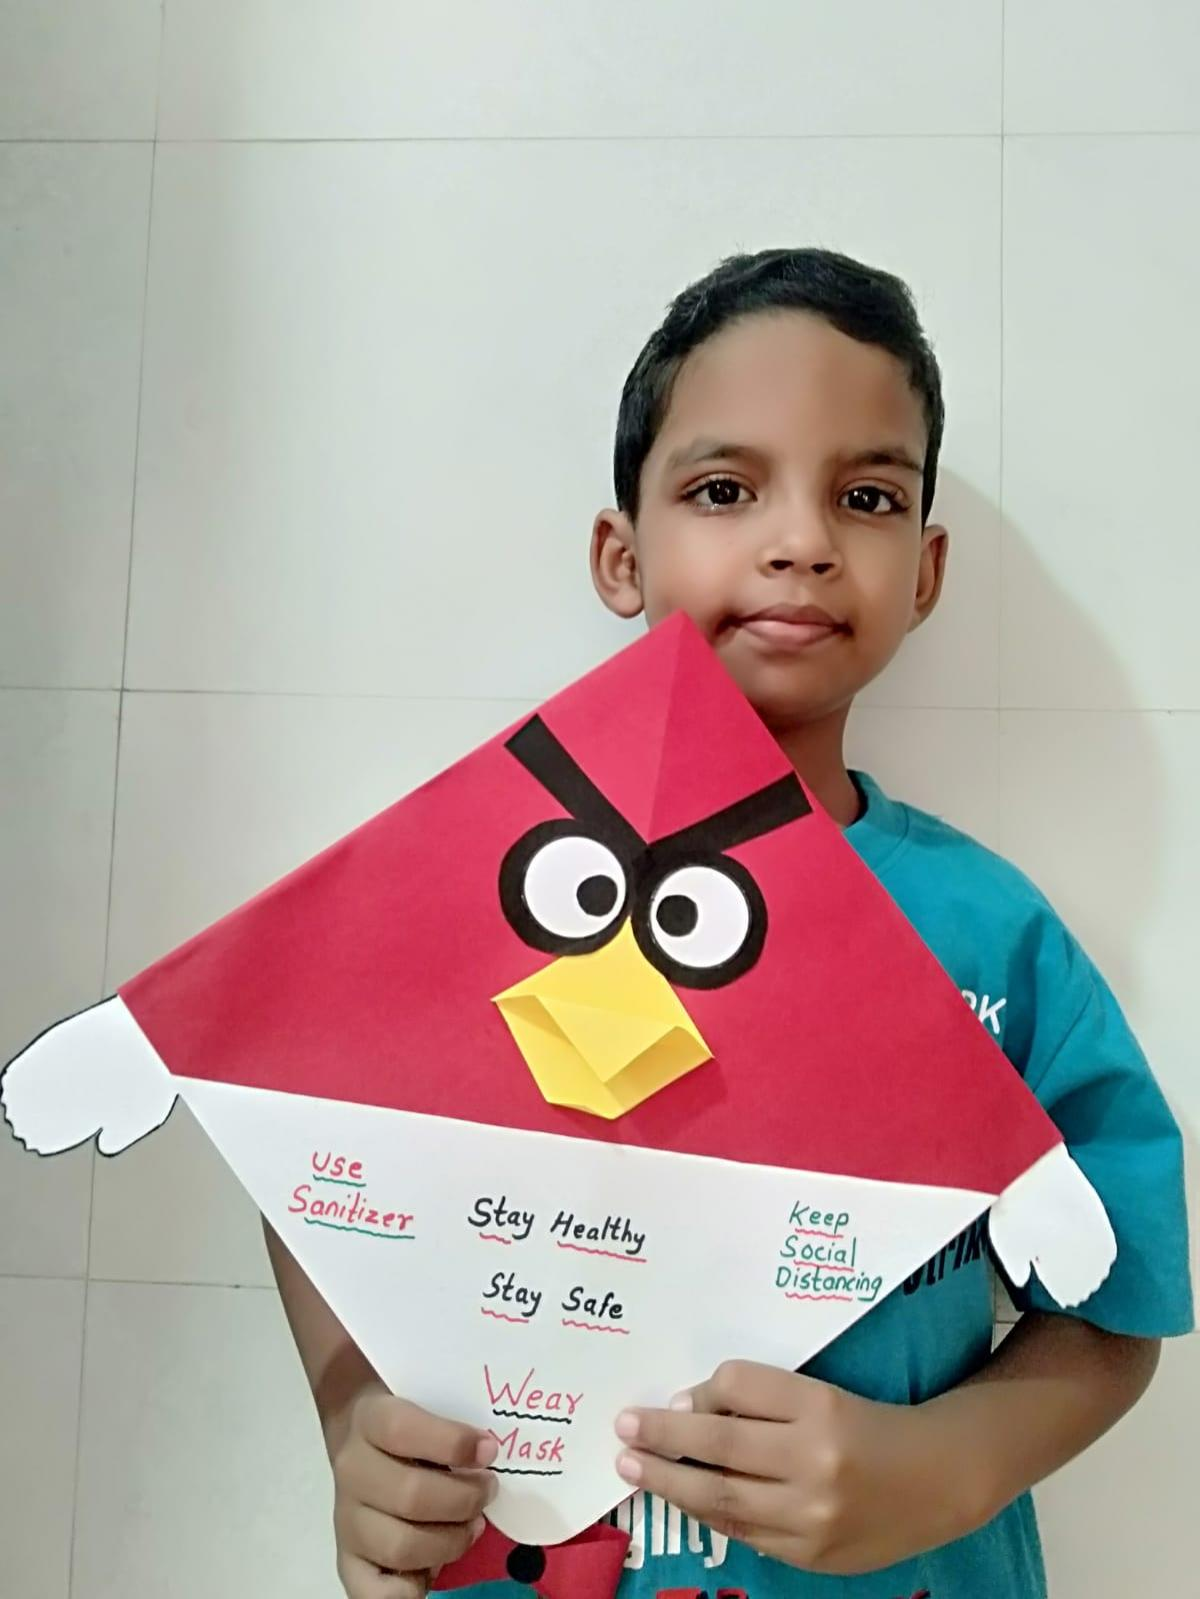 Use
Sanitizer
Stay Healthy
Stay Safe
Wear
Mask
Keep
Social
Distancing